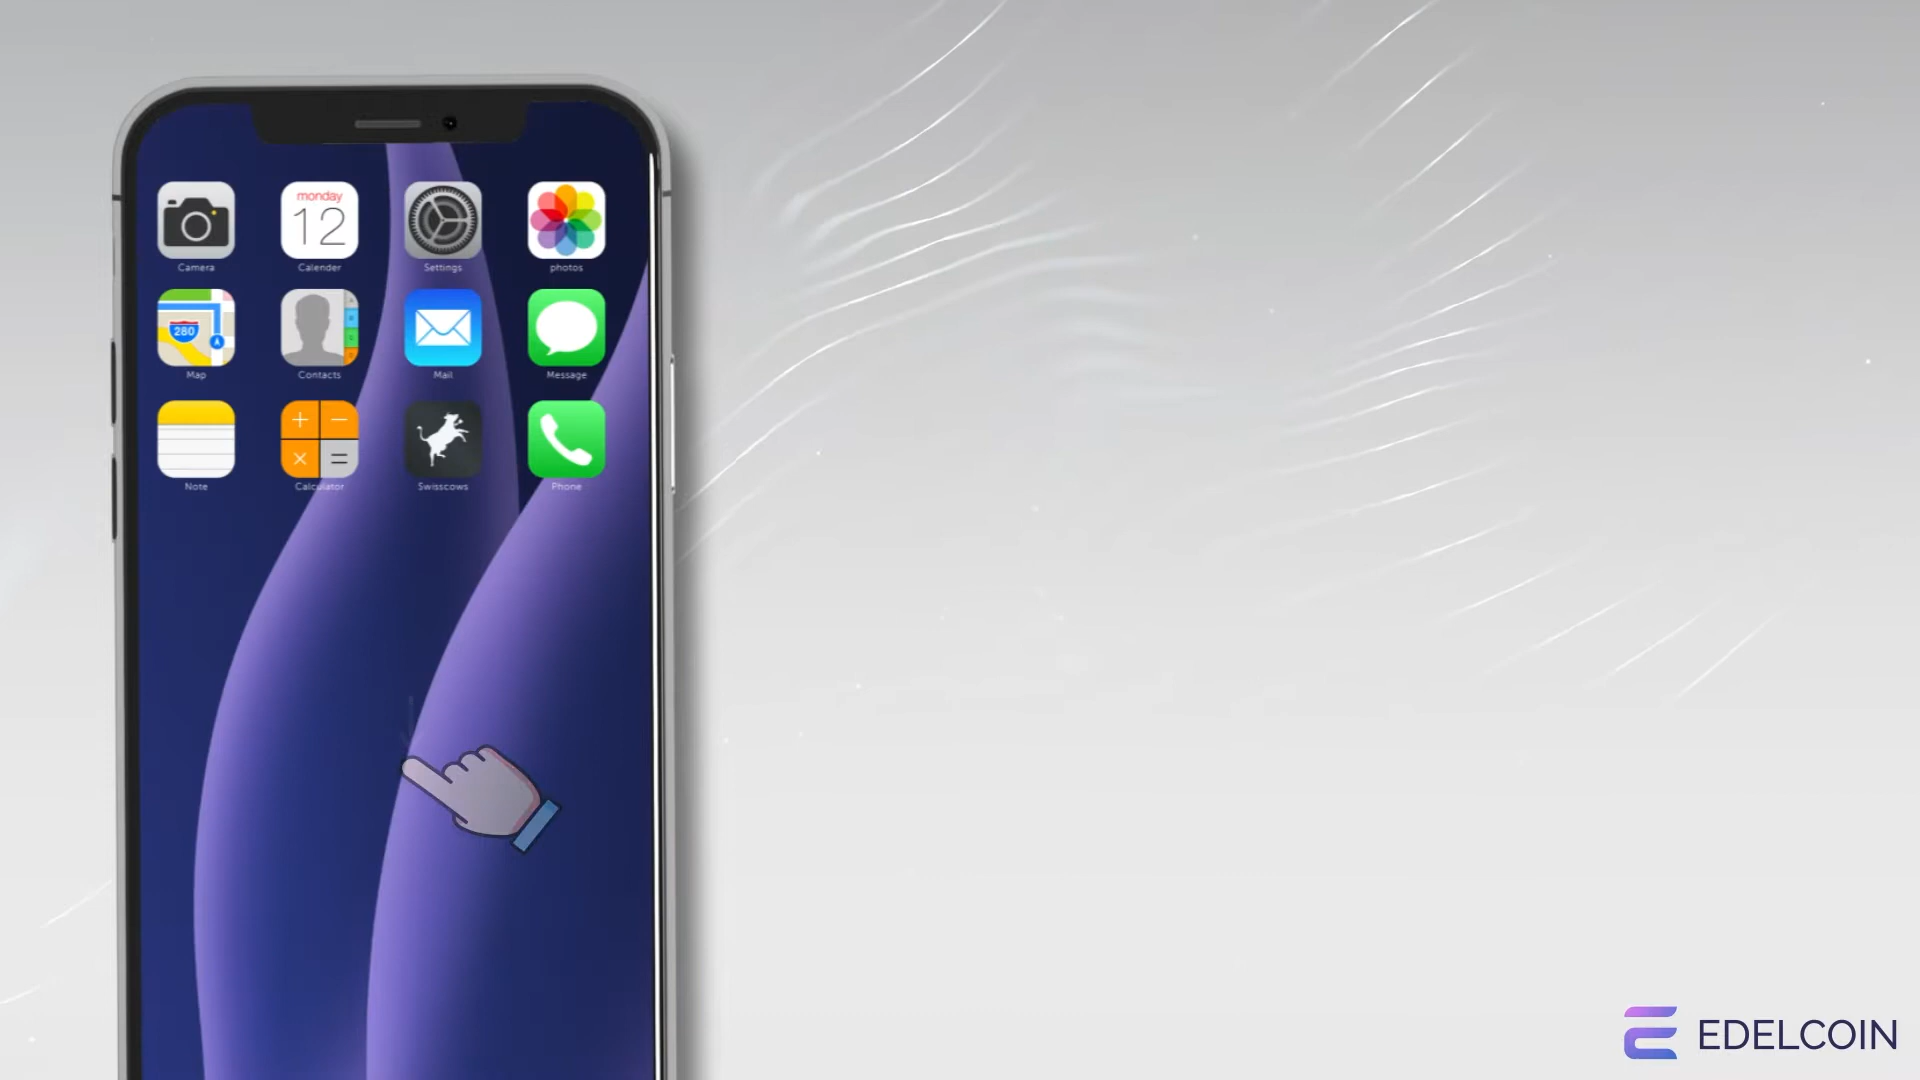 monday
12
Camera
Calender
Settings
photos
280
Map
Contacts
Mail
Message
Note
Calculator
Swisscows
Phone
EDELCOIN